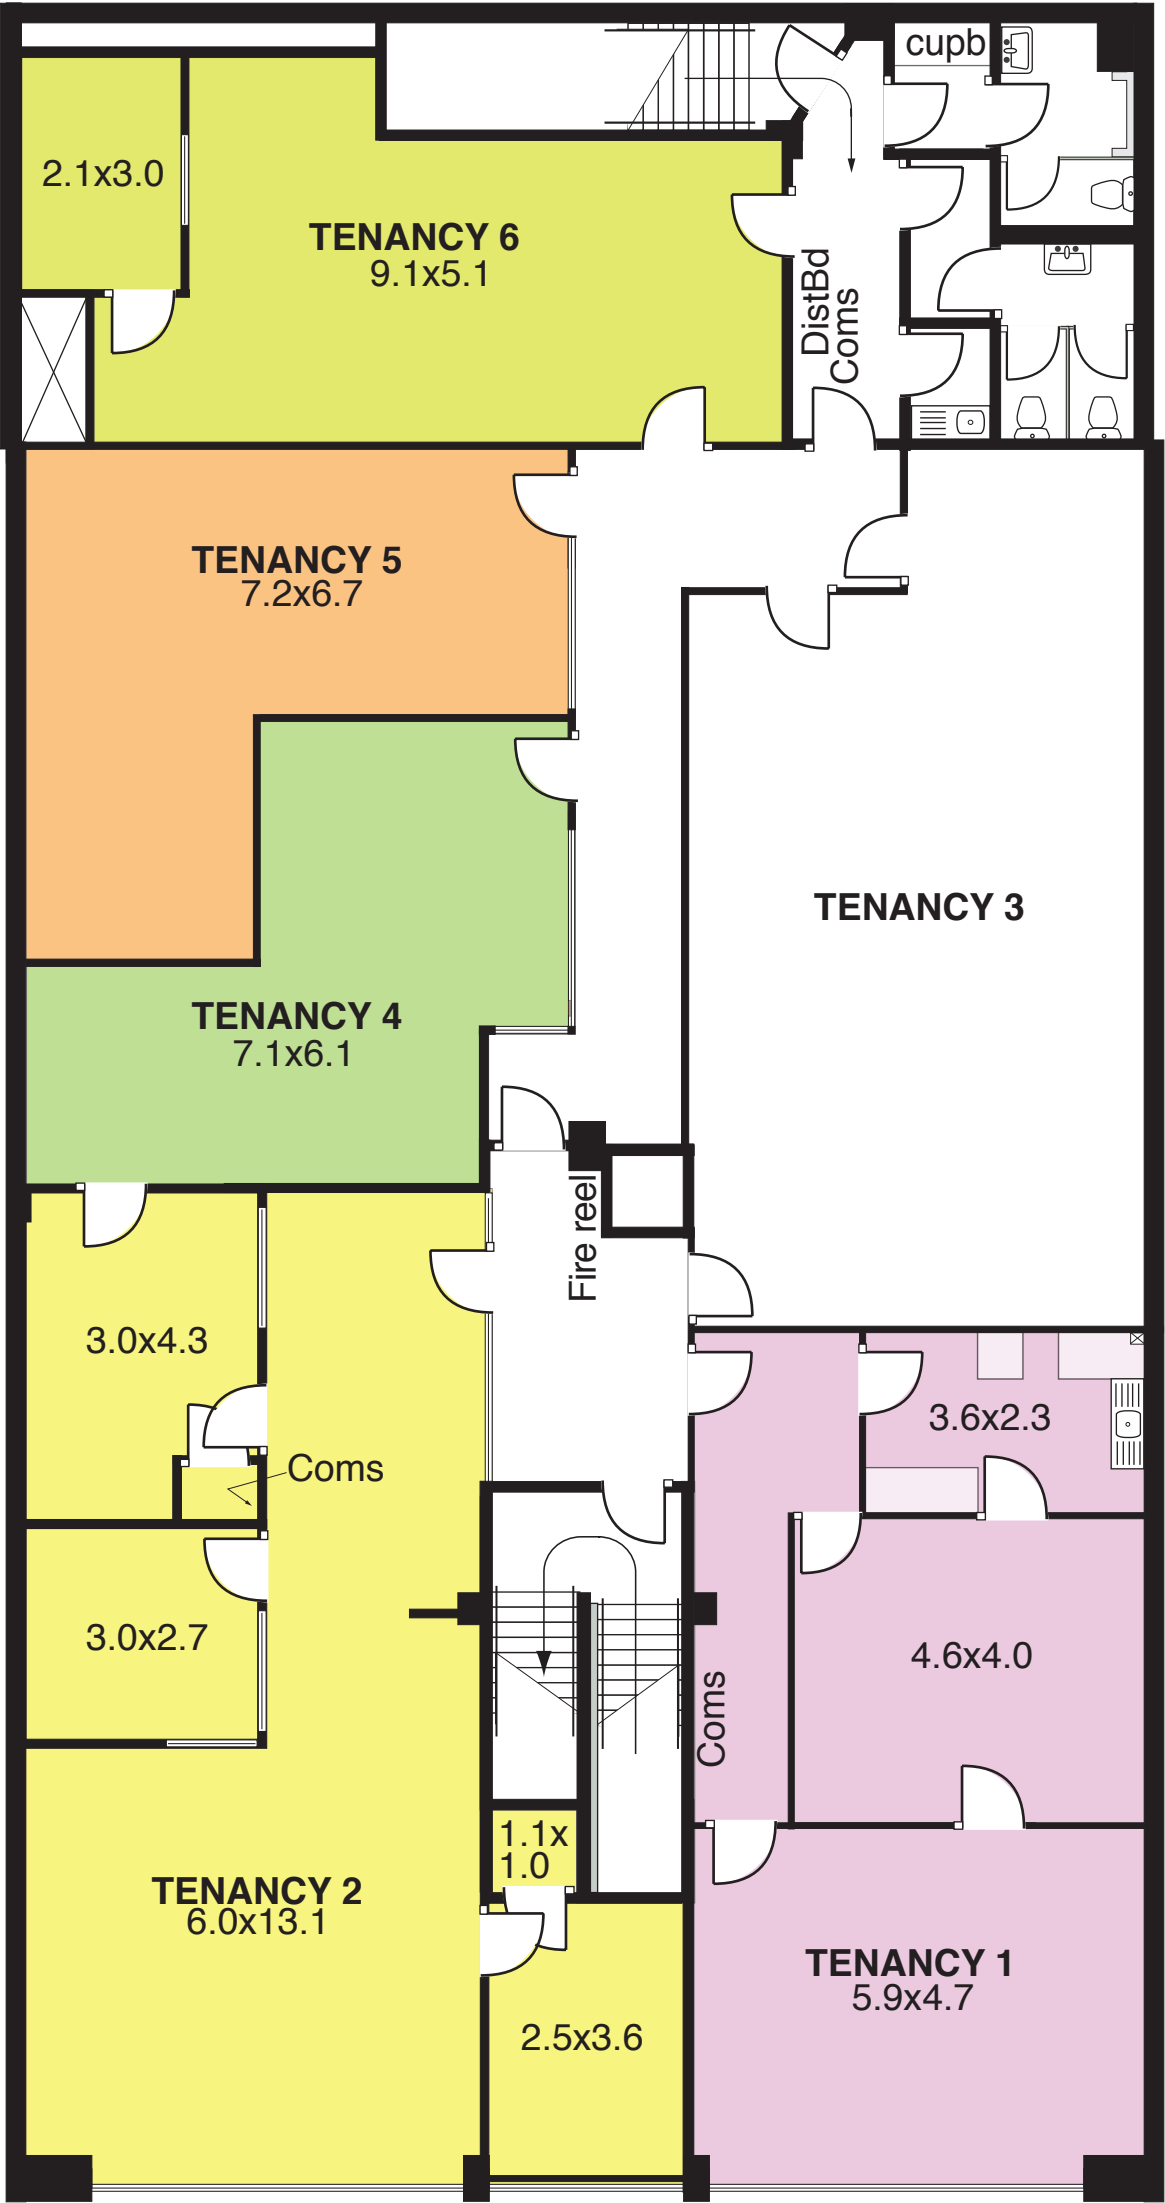 cupb
2.1x3.0
TENANCY 6
9.1x5.1
DistBd
Coms
TENANCY 5
7.2x6.7
TENANCY 3
TENANCY 4
7.1x6.1
Fire reel
3.0x4.3
3.6x2.3
Coms
3.0x2.7
4.6x4.0
Coms
1.1x
1.0
TENANCY 2
6.0x13.1
TENANCY 1
5.9x4.7
2.5x3.6